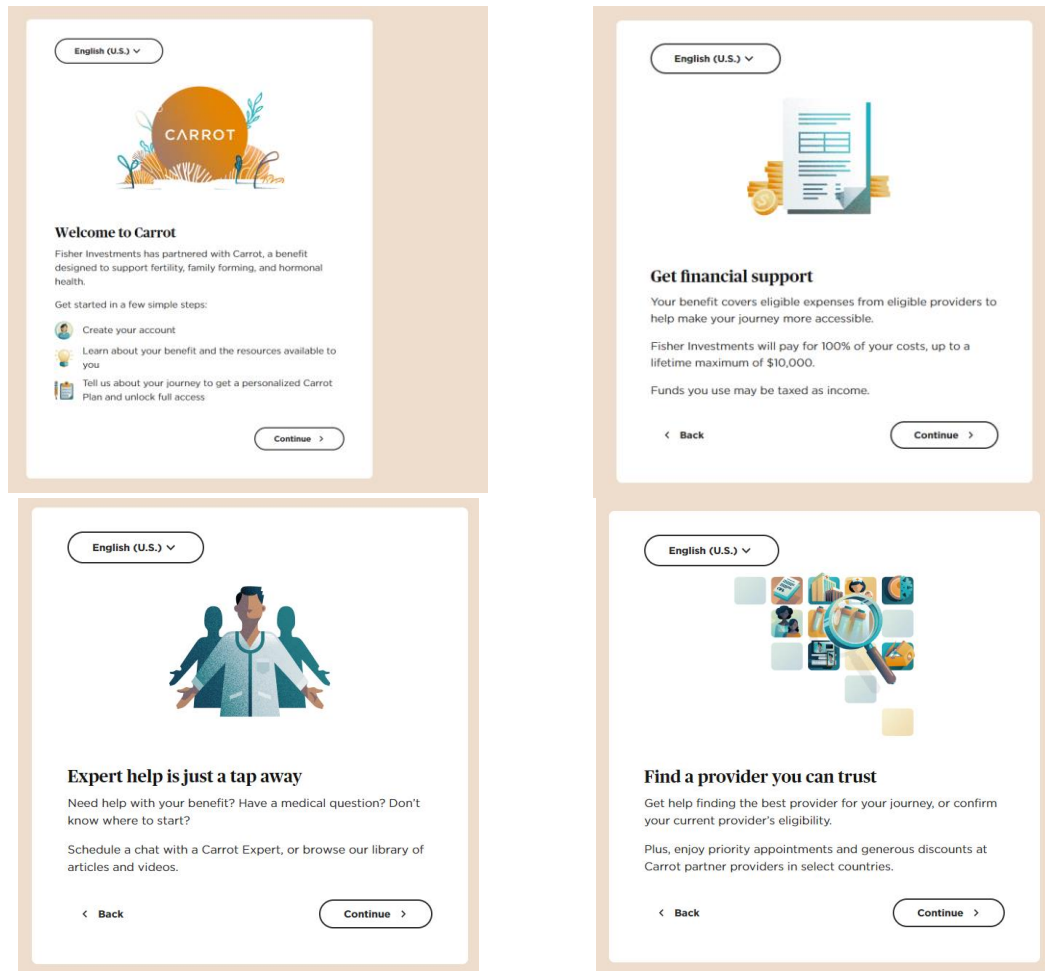 English (U.S.)
CARROT
Welcome to Carrot
Fisher Investments has partnered with Carrot, a benefit
designed to support fertility, family forming, and hormonal
health.
Get started in a few simple steps:
Create your account
Learn about your benefit and the resources available to
you
Tell us about your journey to get a personalized Carrot
Plan and unlock full access
Continue >
English (U.S.)
Get financial support
Your benefit covers eligible expenses from eligible providers to
help make your journey more accessible.
Fisher Investments will pay for 100% of your costs, up to a
lifetime maximum of $10,000.
Funds you use may be taxed as income.
< Back
Continue >
English (U.S.)
Expert help is just a tap away
Need help with your benefit? Have a medical question? Don't
know where to start?
Schedule a chat with a Carrot Expert, or browse our library of
articles and videos.
< Back
Continue >
English (U.S.)
Find a provider you can trust
Get help finding the best provider for your journey, or confirm
your current provider's eligibility.
Plus, enjoy priority appointments and generous discounts at
Carrot partner providers in select countries.
< Back
Continue >